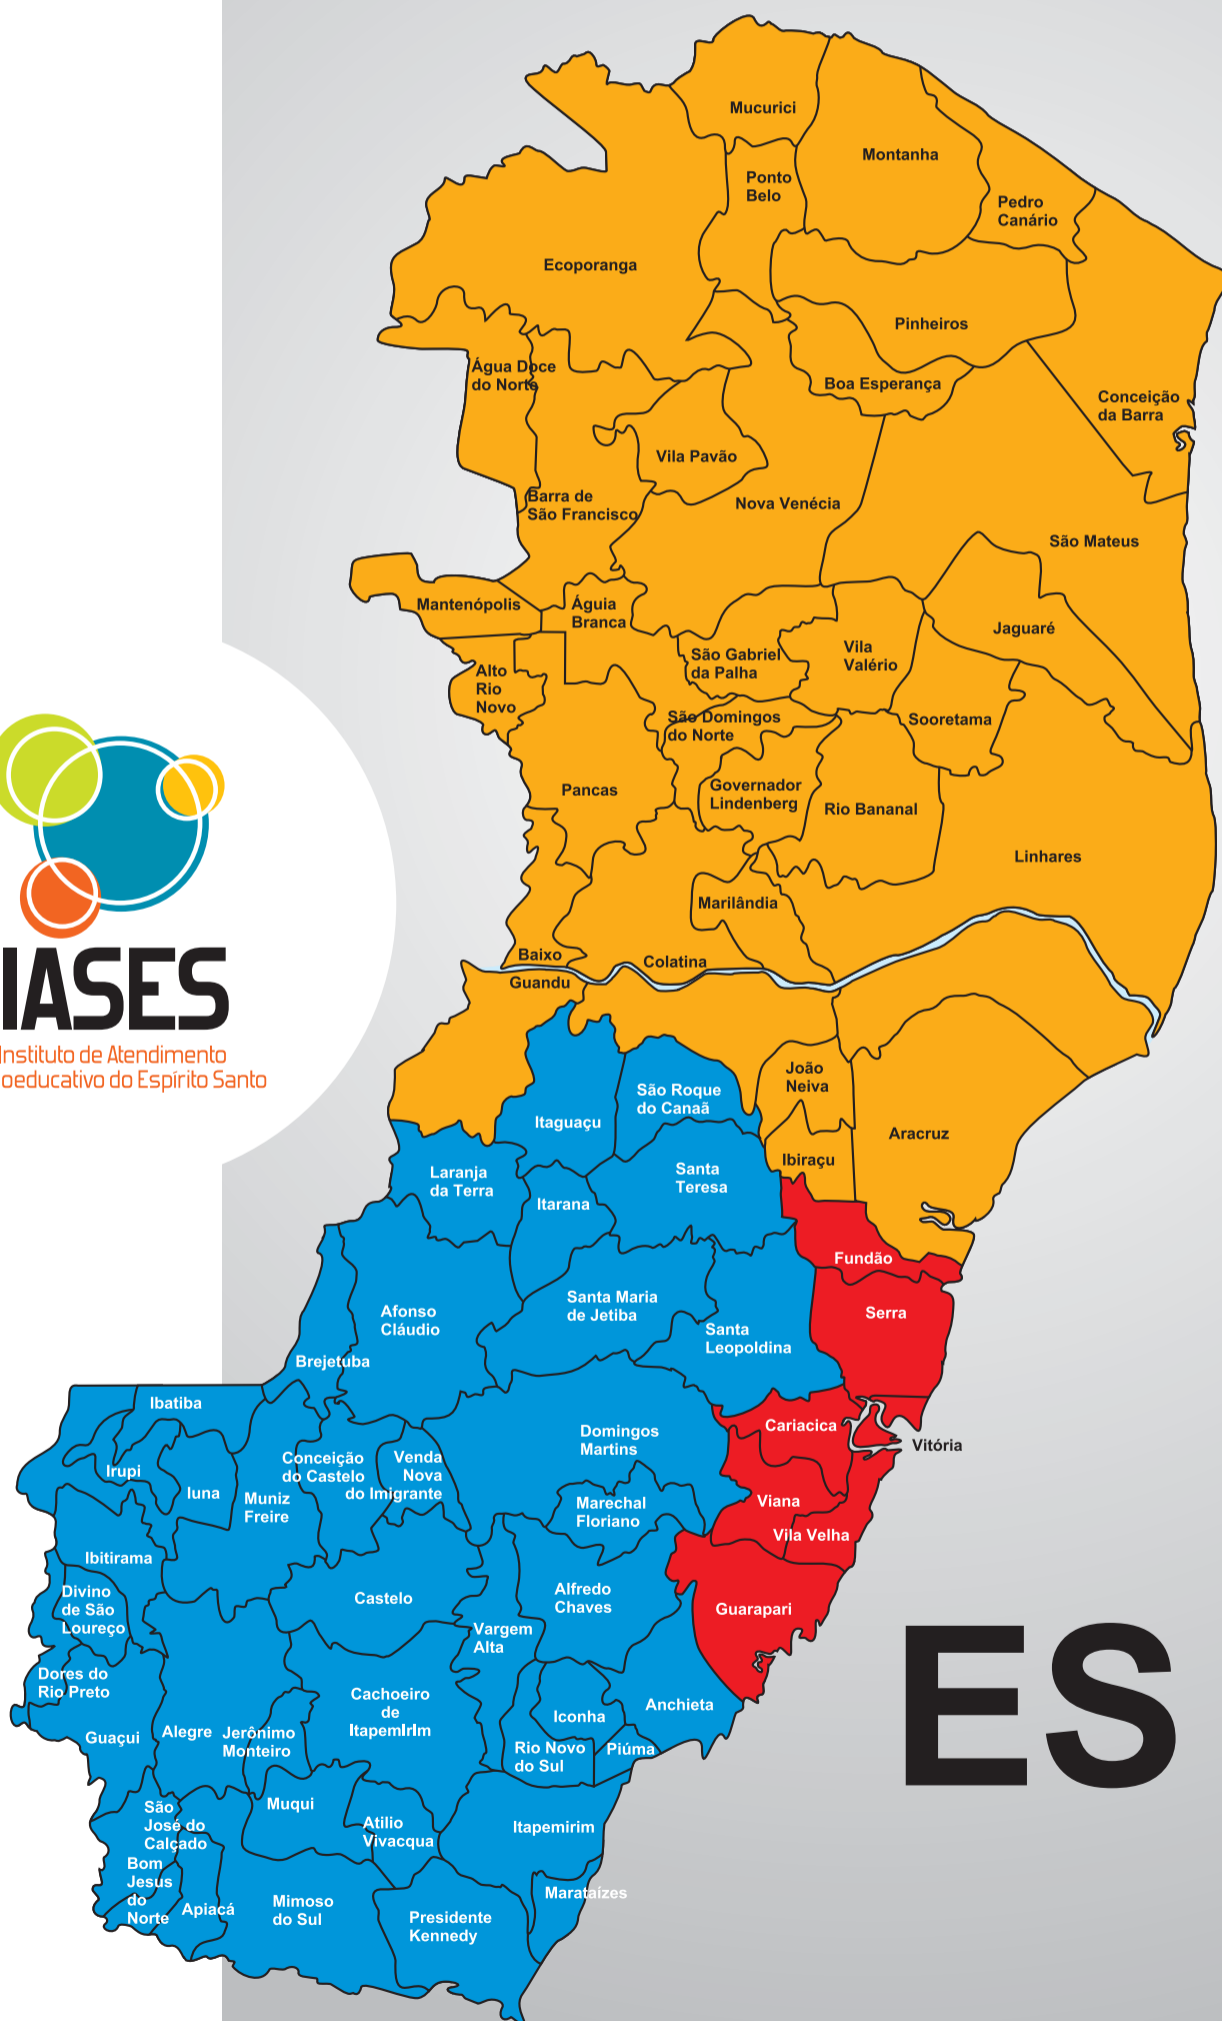 Mucurici
Montanha
Ponto
Belo
Pedro
Canário
Ecoporanga
Pinheiros
Água Doce
do Norte
Boa Esperança
Conceição
da Barra
Vila Pavão
Barra de
São Francisco
Nova Venécia
São Mateus
Mantenópolis
Águia
Branca
Jaguaré
São Gabriel
da Palha
Vila
Valério
Alto
Rio
Novo
São Domingos
do Norte
Sooretama
Pancas
Governador
Lindenberg
Rio Bananal
Linhares
Marilândia
Baixo
Guandu
Colatina
IASES
Instituto de Atendimento
oeducativo do Espírito Santo
João
Neiva
São Roque
do Canaã
Itaguaçu
Aracruz
Ibiraçu
Laranja
da Terra
Santa
Teresa
Itarana
Fundão
Santa Maria
de Jetiba
Serra
Afonso
Cláudio
Santa
Leopoldina
Brejetuba
Ibatiba
Cariacica
Domingos
Martins
Vitória
Conceição
do Castelo
Venda
Nova
do Imigrante
Irupi
Iuna
Muniz
Freire
Marechal
Floriano
Viana
Vila Velha
Ibitirama
Divino
de São
Loureço
Castelo
Alfredo
Chaves
Guarapari
Vargem
Alta
Dores do
Rio Preto
Cachoeiro
de
ItapemIrIm
Anchieta
Iconha
Guaçui
Alegre
Jerônimo
Monteiro
Rio Novo
do Sul
Piúma
ES
São
José do
Calçado
Muqui
Atilio
Vivacqua
Itapemirim
Bom
Jesus
do
Norte
Apiacá
Mimoso
do Sul
Presidente
Kennedy
Marataízes